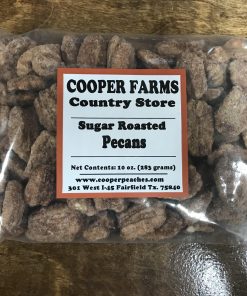 COOPER FARMS
Country Store
Sugar Roasted
Pecans
Net Contents: 10 oz. (283 grams)
www.cooperpeaches.com
301 West I-45 Fairfield Tx. 75840